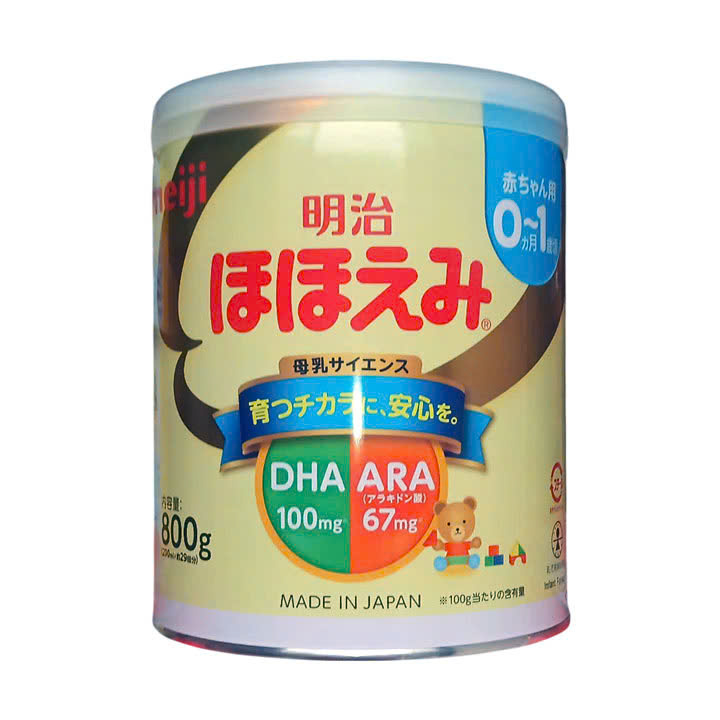 meiji
赤ちゃん用
0カ月~1歳頃
明治
ほほえみ®
母乳サイエンス
育つチカラに、安心を。
DHA
100mg
ARA
(アラキドン酸)
67mg
内容量:
800g
MADE IN JAPAN
※100g当たりの含有量